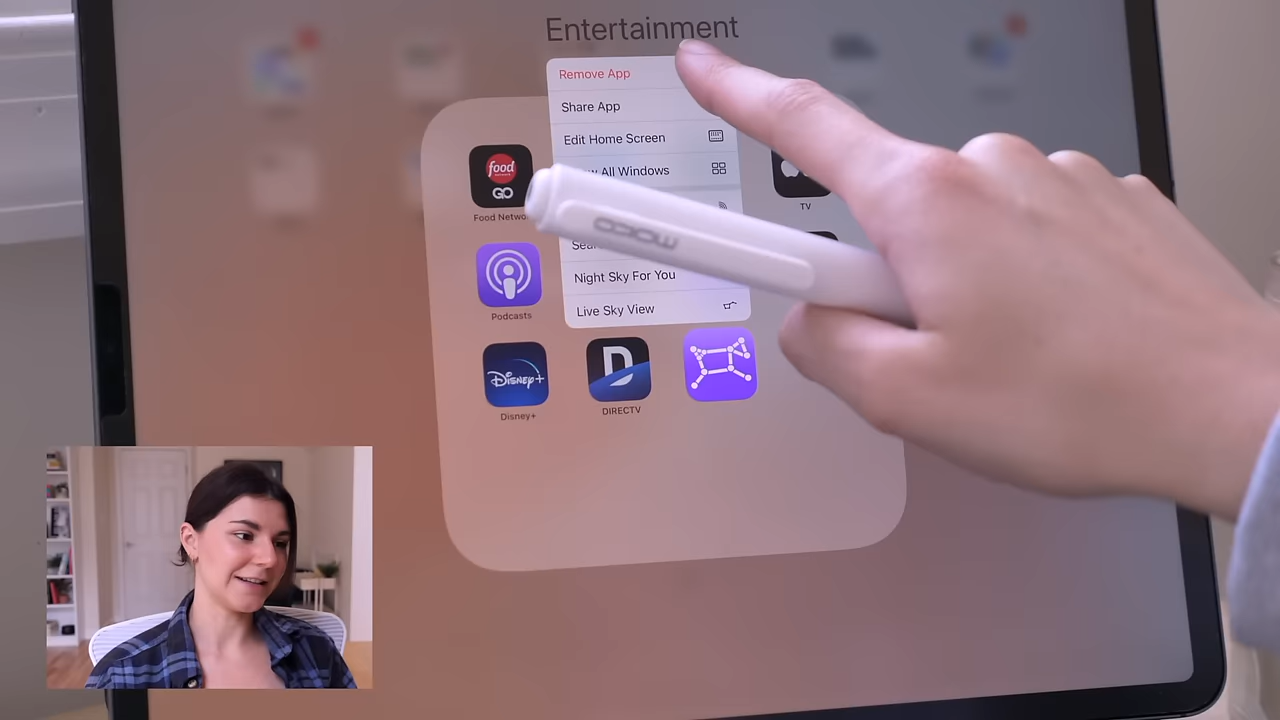 Entertainment
Remove App
Share App
Edit Home Screen
All Windows
food
GO
Food
TV
Podcasts
Night Sky For You
Live Sky View
Disney+
D
Disney+
DIRECTV